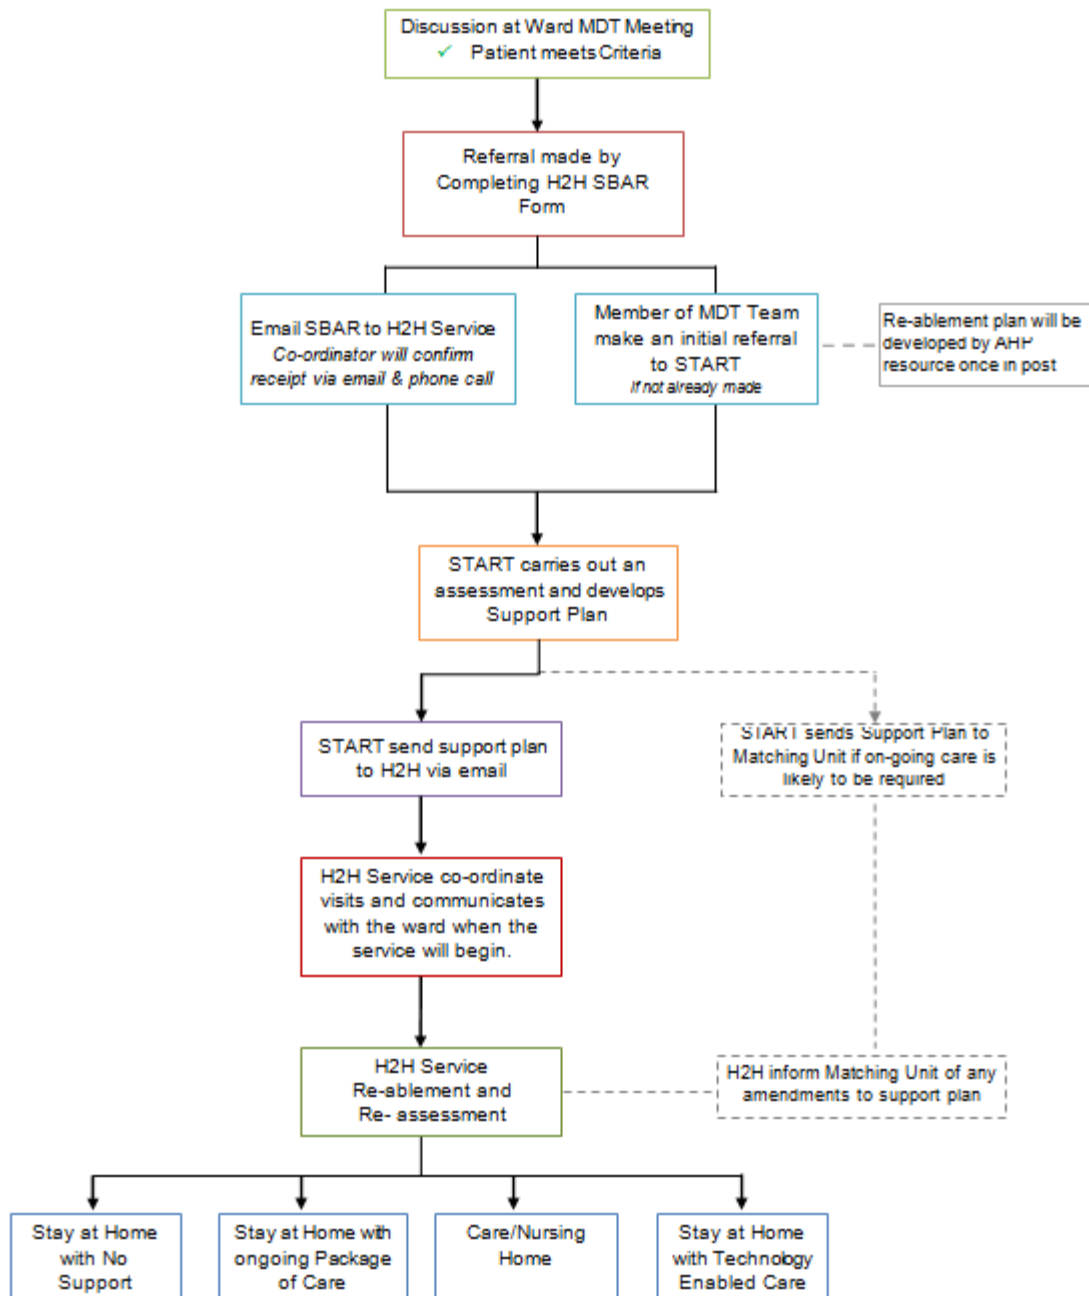 Discussion at Ward MDT Meeting
✓ Patient meets Criteria
Referral made by
Completing H2H SBAR
Form
Email SBAR to H2H Service
Co-ordinator will confirm
receipt via email & phone call
Member of MDT Team
make an initial referral
to START
If not already made
Re-ablement plan will be
developed by AHP
resource once in post
START carries out an
assessment and develops
Support Plan
START send support plan
to H2H via email
START sends Support Plan to
Matching Unit if on-going care is
likely to be required
H2H Service co-ordinate
visits and communicates
with the ward when the
service will begin.
H2H Service
Re-ablement and
Re- assessment
H2H inform Matching Unit of any
amendments to support plan
Stay at Home
with No
Support
Stay at Home with
ongoing Package
of Care
Care/Nursing
Home
Stay at Home
with Technology
Enabled Care